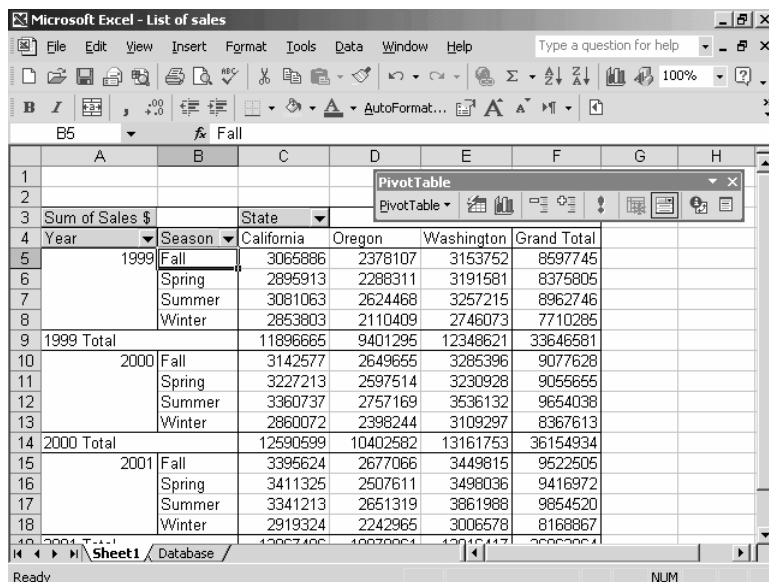 Microsoft Excel - List of sales
File Edit View Insert Format Tools Data Window Help Type a question for help
100%
B I AutoFormat...
B5 fx Fall
A B C D E F G H
PivotTable
PivotTable
1
2
3 Sum of Sales $ State
4 Year Season California Oregon Washington Grand Total
5 1999 Fall 3065886 2378107 3153752 8597745
6 Spring 2895913 2288311 3191581 8375805
7 Summer 3081063 2624468 3257215 8962746
8 Winter 2853803 2110409 2746073 7710285
9 1999 Total 11896665 9401295 12348621 33646581
10 2000 Fall 3142577 2649655 3285396 9077628
11 Spring 3227213 2597514 3230928 9055655
12 Summer 3360737 2757169 3536132 9654038
13 Winter 2860072 2398244 3109297 8367613
14 2000 Total 12590599 10402582 13161753 36154934
15 2001 Fall 3395624 2677066 3449815 9522505
16 Spring 3411325 2507611 3498036 9416972
17 Summer 3341213 2651319 3861988 9854520
18 Winter 2919324 2242965 3006578 8168867
Sheet1 Database
Ready NUM